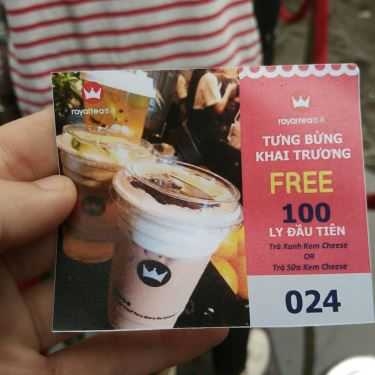 royaltea
royaltea
TƯNG BỪNG
KHAI TRƯƠNG
FREE
100
LY ĐẦU TIÊN
Trà Xanh Kem Cheese
OR
Trà Sữa Kem Cheese
024